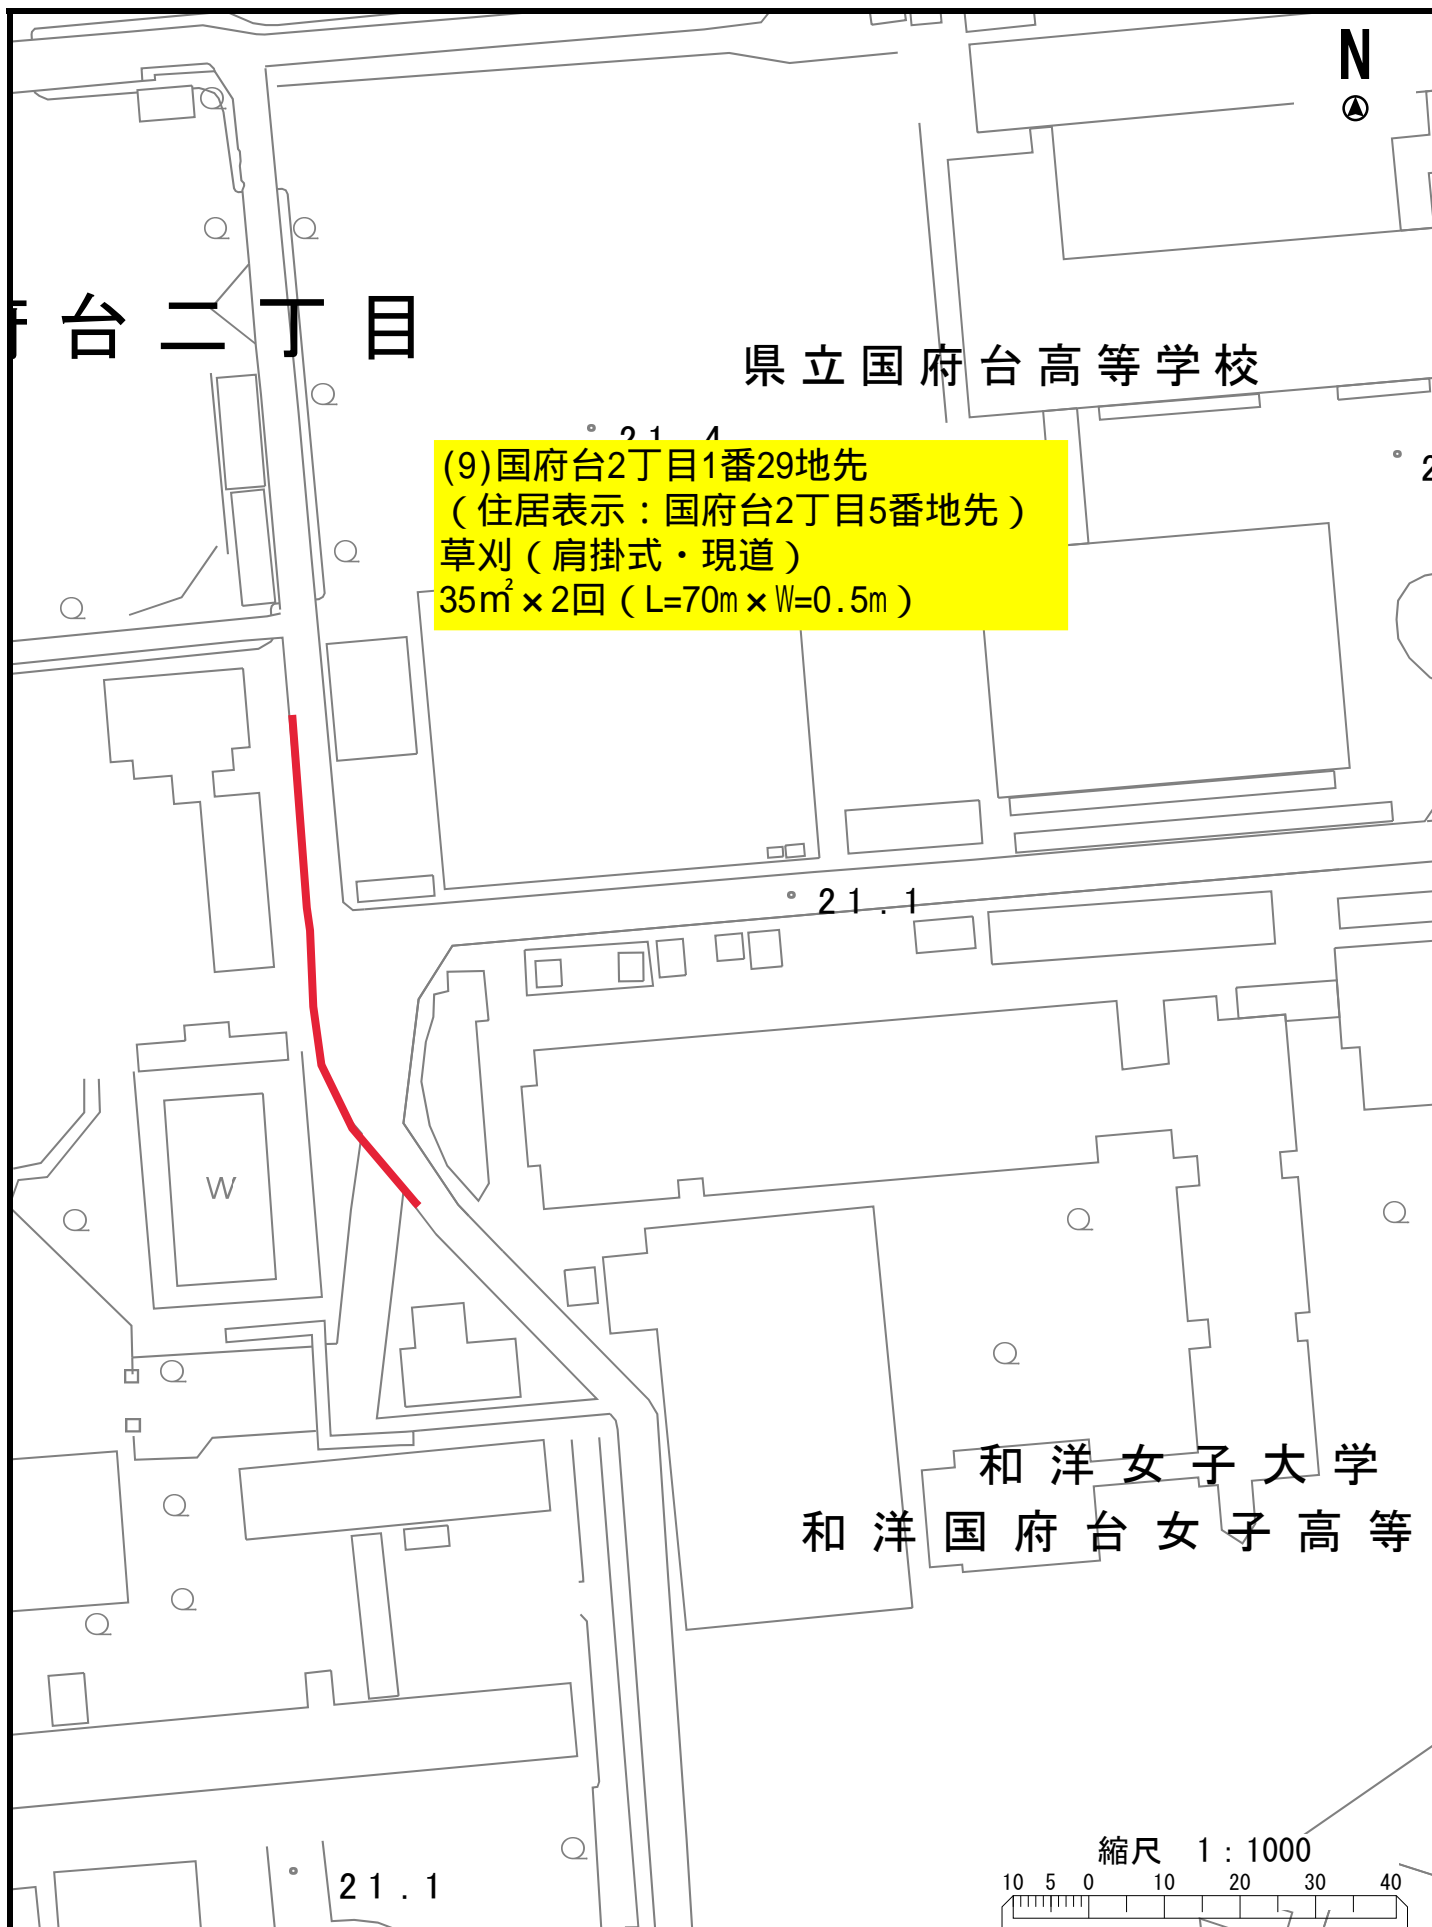 N
台二丁目
県立国府台高等学校
(9)国府台2丁目1番29地先
（住居表示：国府台2丁目5番地先）
草刈（肩掛式・現道）
35㎡×2回（L=70m×W=0.5m）
21.1
W
和洋女子大学
和洋国府台女子高等
縮尺　1：1000
10 5 0 10 20 30 40
21.1